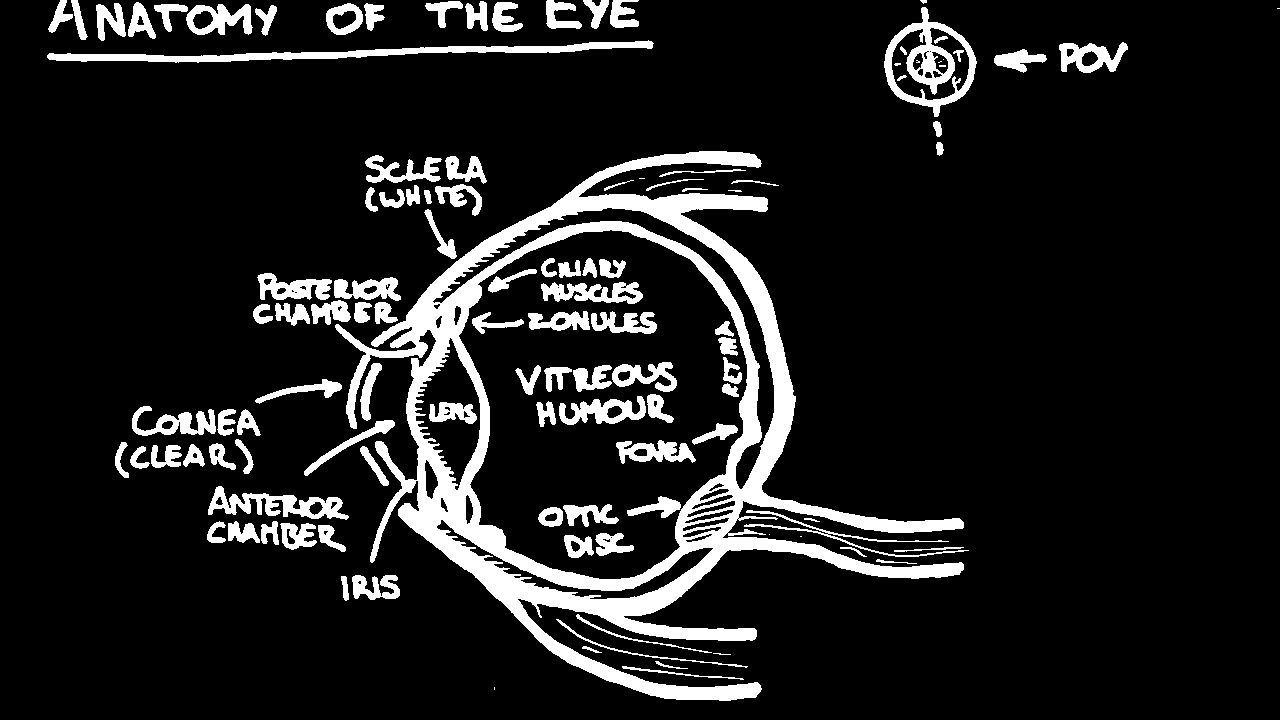 ANATOMY OF THE EYE
POV
SCLERA
(WHITE)
CILIARY
MUSCLES
POSTERIOR
CHAMBER
ZONULES
RETINA
VITREOUS
HUMOUR
LENS
CORNEA
(CLEAR)
FOVEA
ANTERIOR
CHAMBER
OPTIC
DISC
IRIS